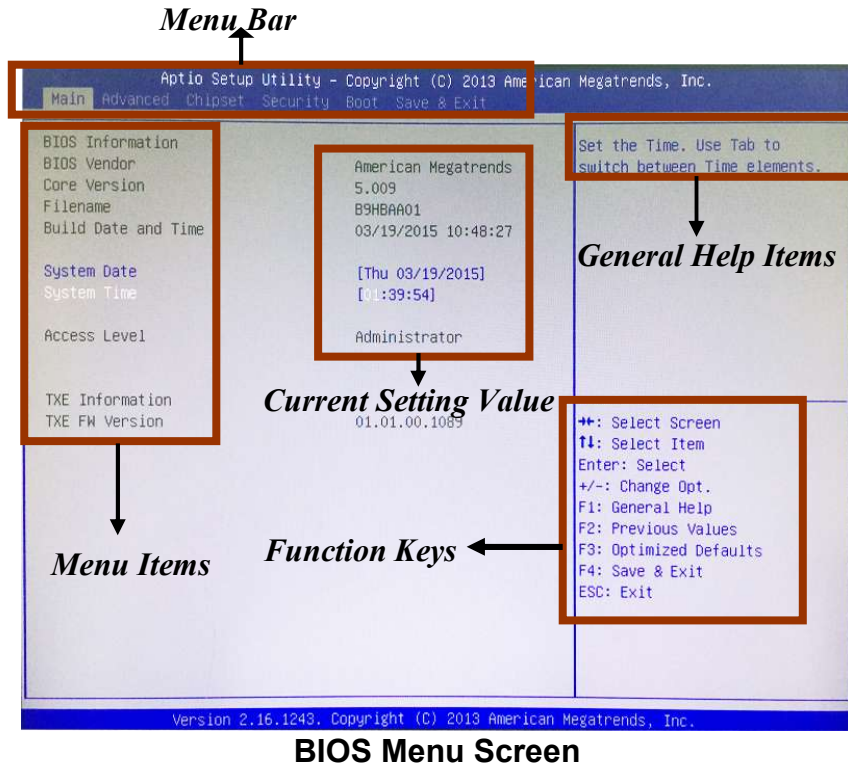 Menu Bar
Aptio Setup Utility - Copyright (C) 2013 American Megatrends, Inc.
Main Advanced Chipset Security Boot Save & Exit
BIOS Information
BIOS Vendor American Megatrends
Core Version 5.009
Filename B9HBAA01
Build Date and Time 03/19/2015 10:48:27
System Date [Thu 03/19/2015]
System Time [01:39:54]
Access Level Administrator
TXE Information
TXE FW Version 01.01.00.1089
Set the Time. Use Tab to
switch between Time elements.
General Help Items
Current Setting Value
→←: Select Screen
↑↓: Select Item
Enter: Select
+/-: Change Opt.
F1: General Help
F2: Previous Values
F3: Optimized Defaults
F4: Save & Exit
ESC: Exit
Menu Items
Function Keys
Version 2.16.1243. Copyright (C) 2013 American Megatrends, Inc.
BIOS Menu Screen